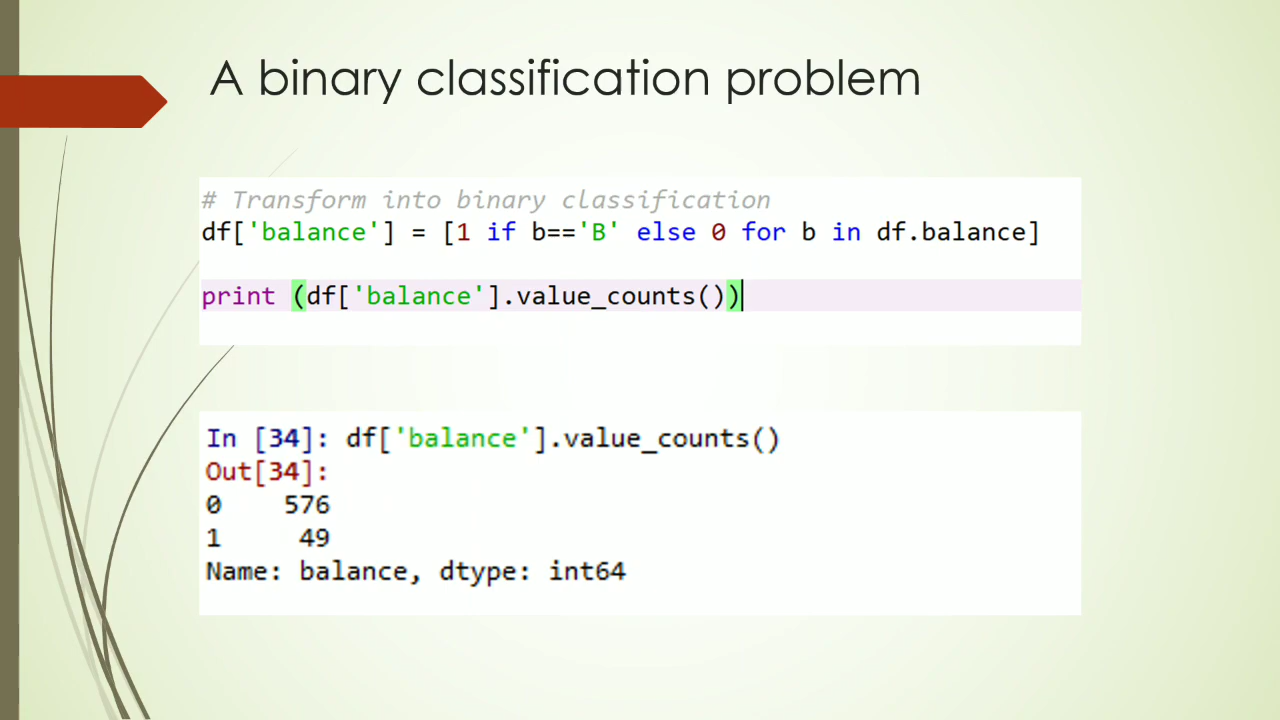 A binary classification problem
# Transform into binary classification
df['balance'] = [1 if b=='B' else 0 for b in df.balance]
print (df['balance'].value_counts())
In [34]: df['balance'].value_counts()
Out[34]:
0    576
1     49
Name: balance, dtype: int64